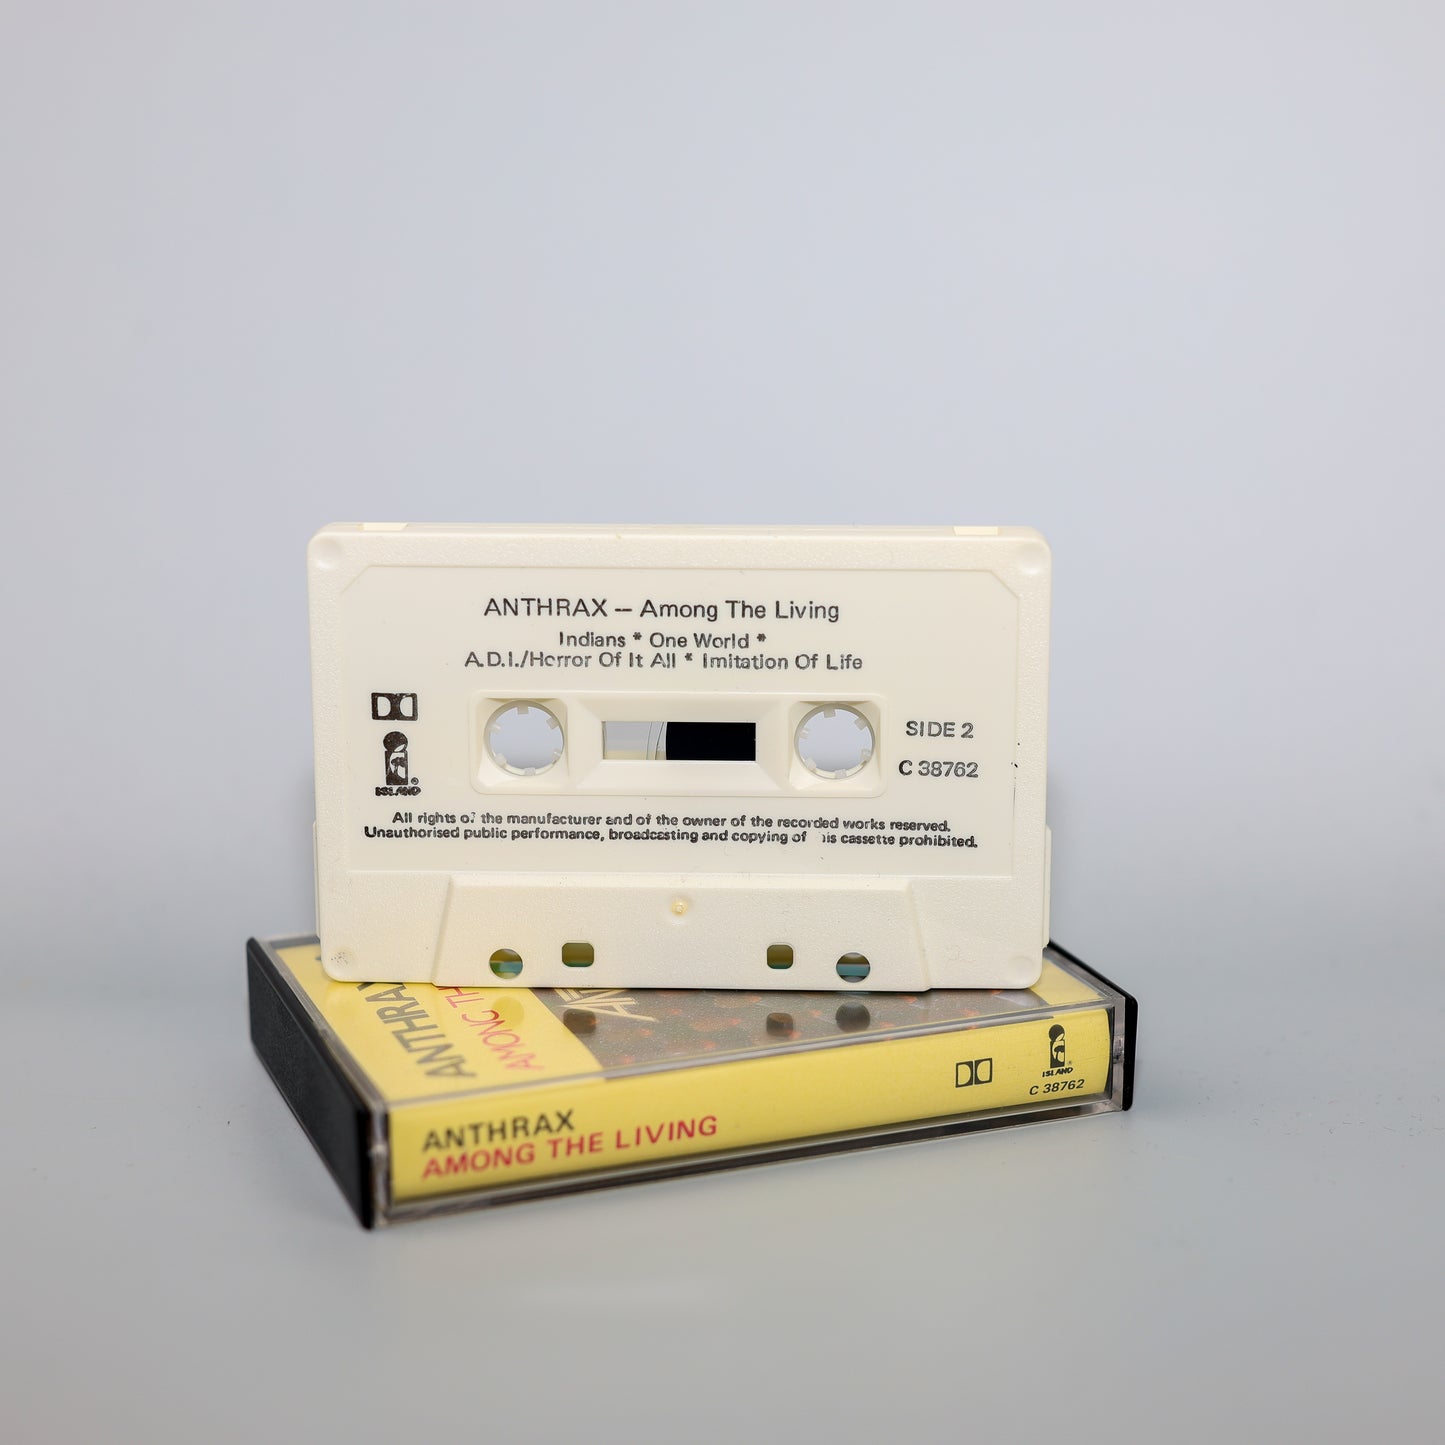 ANTHRAX -- Among The Living
Indians * One World *
A.D.I./Horror Of It All * Imitation Of Life
SIDE 2
ISLAND
®
C 38762
All rights of the manufacturer and of the owner of the recorded works reserved.
Unauthorised public performance, broadcasting and copying of cassette prohibited.
ANTHRAX
AMONG
ISLAND
®
C 38762
ANTHRAX
AMONG THE LIVING